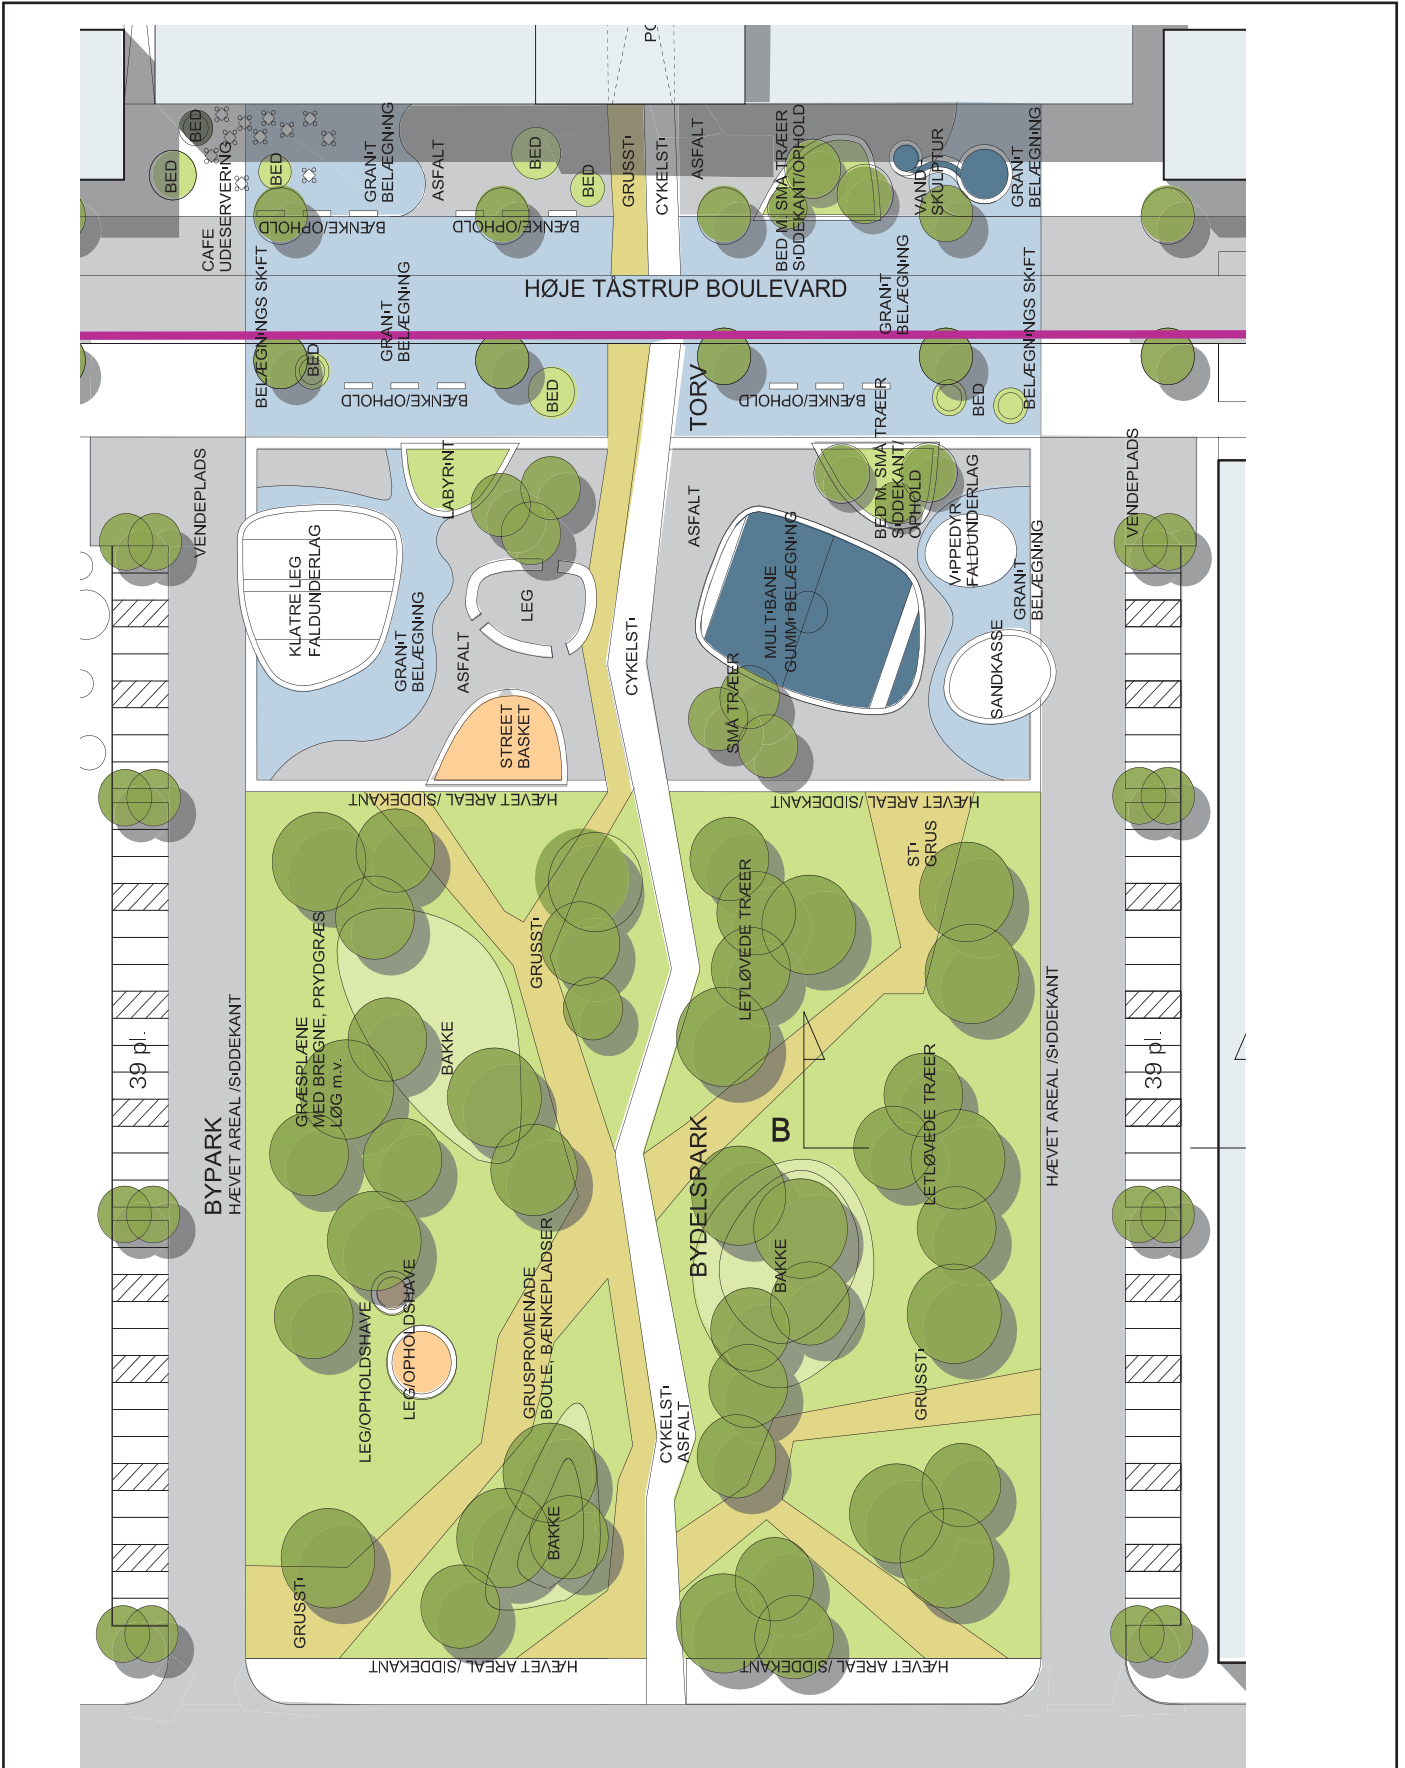 PO
BED
BED
CAFE
UDESERVERING
BED
GRANIT
BELÆGNING
ASFALT
BED
BED
GRUSSTI
CYKELSTI
ASFALT
BED M. SMÅ TRÆER
SIDDEKANT/OPHOLD
VAND
SKULPTUR
GRANIT
BELÆGNING
BÆNKE/OPHOLD
BÆNKE/OPHOLD
BELÆGNINGS SKIFT
GRANIT
BELÆGNING
HØJE TÅSTRUP BOULEVARD
GRANIT
BELÆGNING
BELÆGNINGS SKIFT
BED
BÆNKE/OPHOLD
BED
TORV
BÆNKE/OPHOLD
BED
VENDEPLADS
LABYRINT
ASFALT
BED M. SMÅ TRÆER
SIDDEKANT/
OPHOLD
VIPPEDYR
FALDUNDERLAG
VENDEPLADS
KLATRE LEG
FALDUNDERLAG
GRANIT
BELÆGNING
ASFALT
LEG
CYKELSTI
MULTIBANE
GUMMI BELÆGNING
GRANIT
BELÆGNING
SANDKASSE
STREET
BASKET
SMÅ TRÆER
HÆVET AREAL /SIDDEKANT
HÆVET AREAL /SIDDEKANT
STI
GRUS
GRUSSTI
LETLØVEDE TRÆER
GRÆSPLÆNE
MED BREGNE, PRYDGRÆS
LØG m.v.
BAKKE
39 pl.
39 pl.
BYPARK
HÆVET AREAL /SIDDEKANT
B
LETLØVEDE TRÆER
HÆVET AREAL /SIDDEKANT
BYDELSPARK
BAKKE
LEG/OPHOLDSHAVE
LEG/OPHOLDSHAVE
GRUSPROMENADE
BOULE, BÆNKEPLADSER
CYKELSTI
ASFALT
GRUSSTI
BAKKE
GRUSSTI
HÆVET AREAL /SIDDEKANT
HÆVET AREAL /SIDDEKANT